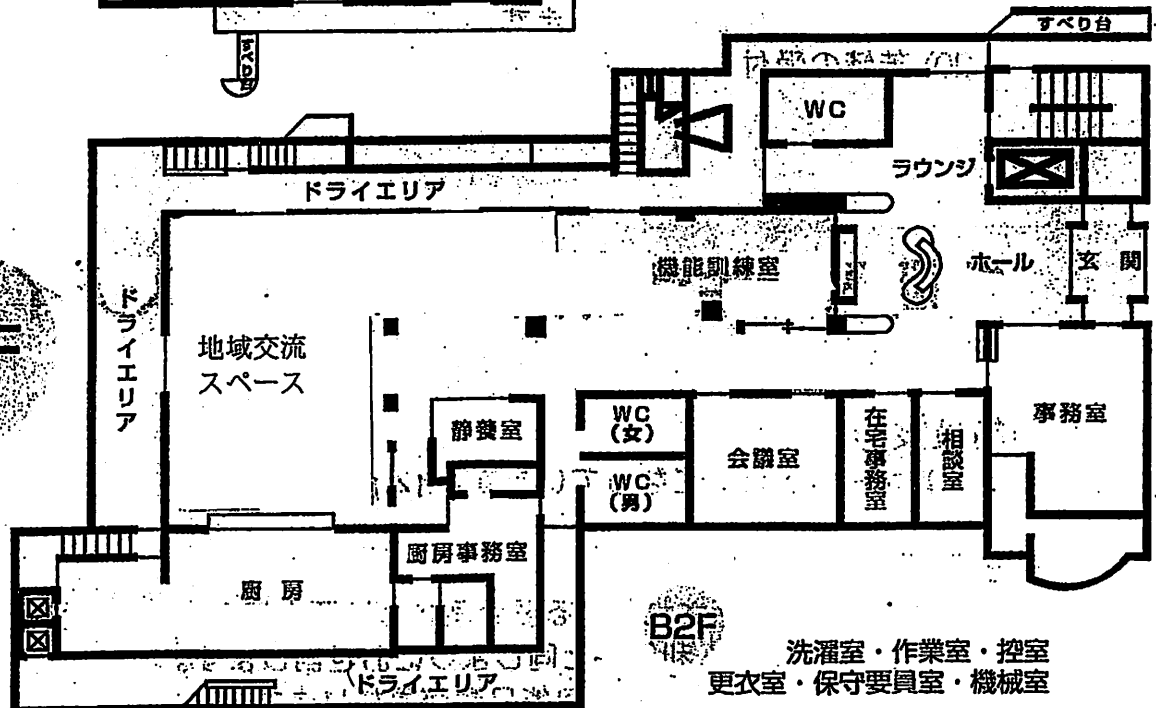 すべり台
すべり台
WC
ラウンジ
ドライエリア
機能訓練室
ホール
玄関
ドライエリア
地域交流
スペース
静養室
WC
(女)
WC
(男)
会議室
在宅事務室
相談室
事務室
厨房事務室
厨房
ドライエリア
B2F
洗濯室・作業室・控室
更衣室・保守要員室・機械室